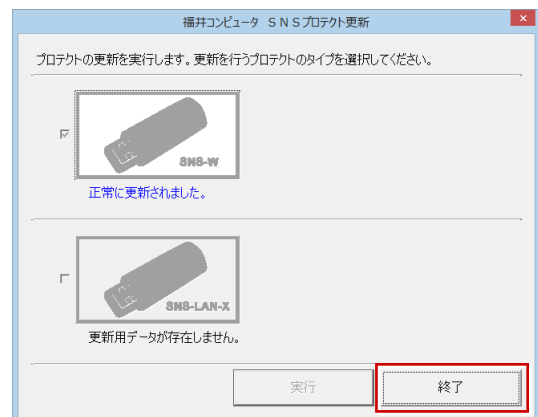 福井コンピュータ ＳＮＳプロテクト更新
プロテクトの更新を実行します。更新を行うプロテクトのタイプを選択してください。
SNS-W
正常に更新されました。
SNS-LAN-X
更新用データが存在しません。
実行
終了